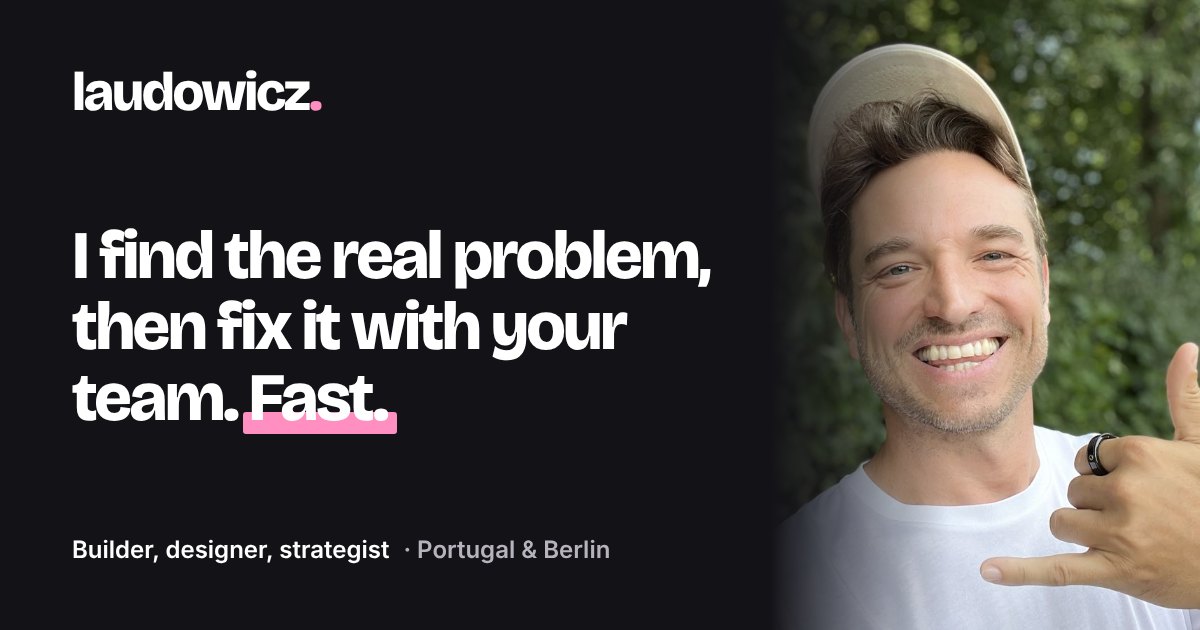 laudowicz.
I find the real problem,
then fix it with your
team. Fast.
Builder, designer, strategist · Portugal & Berlin